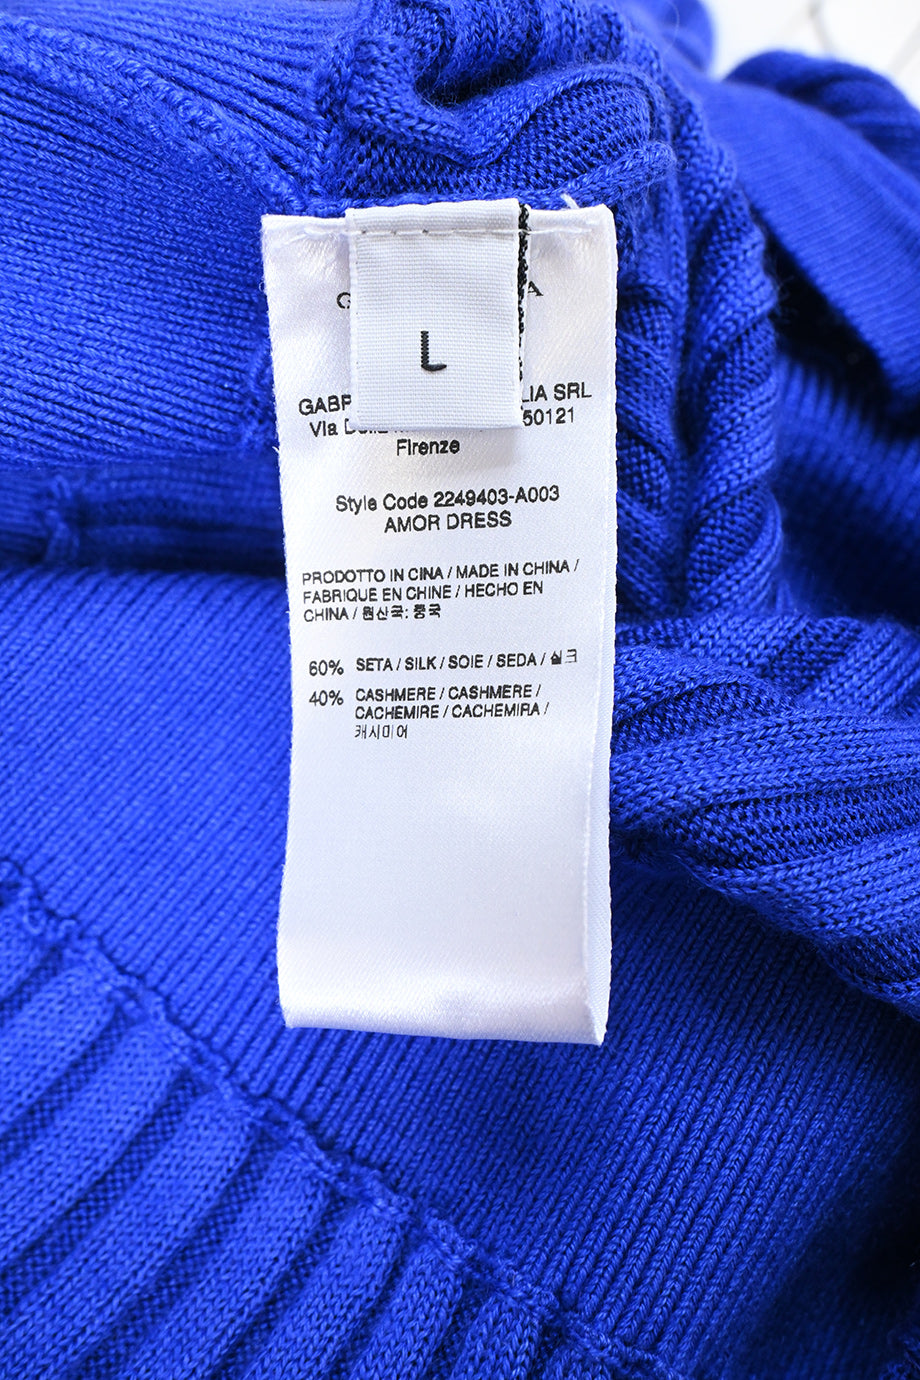 L
SRL
50121
Firenze
Style Code 2249403-A003
AMOR DRESS
PRODOTTO IN CINA / MADE IN CHINA /
FABRIQUE EN CHINE / HECHO EN
CHINA / 원산국: 중국
60% SETA / SILK / SOIE / SEDA / 실크
40% CASHMERE / CASHMERE /
CACHEMIRE / CACHEMIRA /
캐시미어